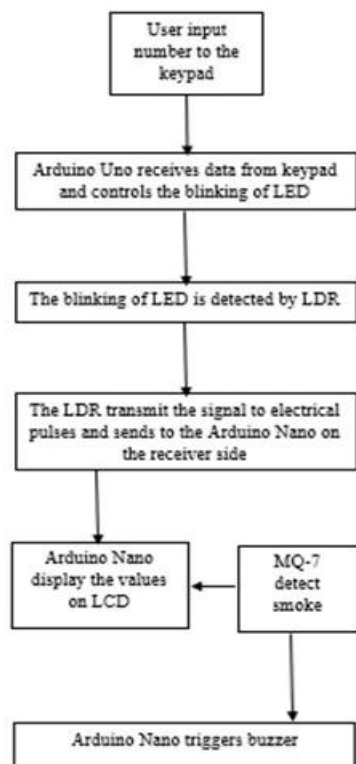 User input
number to the
keypad
Arduino Uno receives data from keypad
and controls the blinking of LED
The blinking of LED is detected by LDR
The LDR transmit the signal to electrical
pulses and sends to the Arduino Nano on
the receiver side
Arduino Nano
display the values
on LCD
MQ-7
detect
smoke
Arduino Nano triggers buzzer